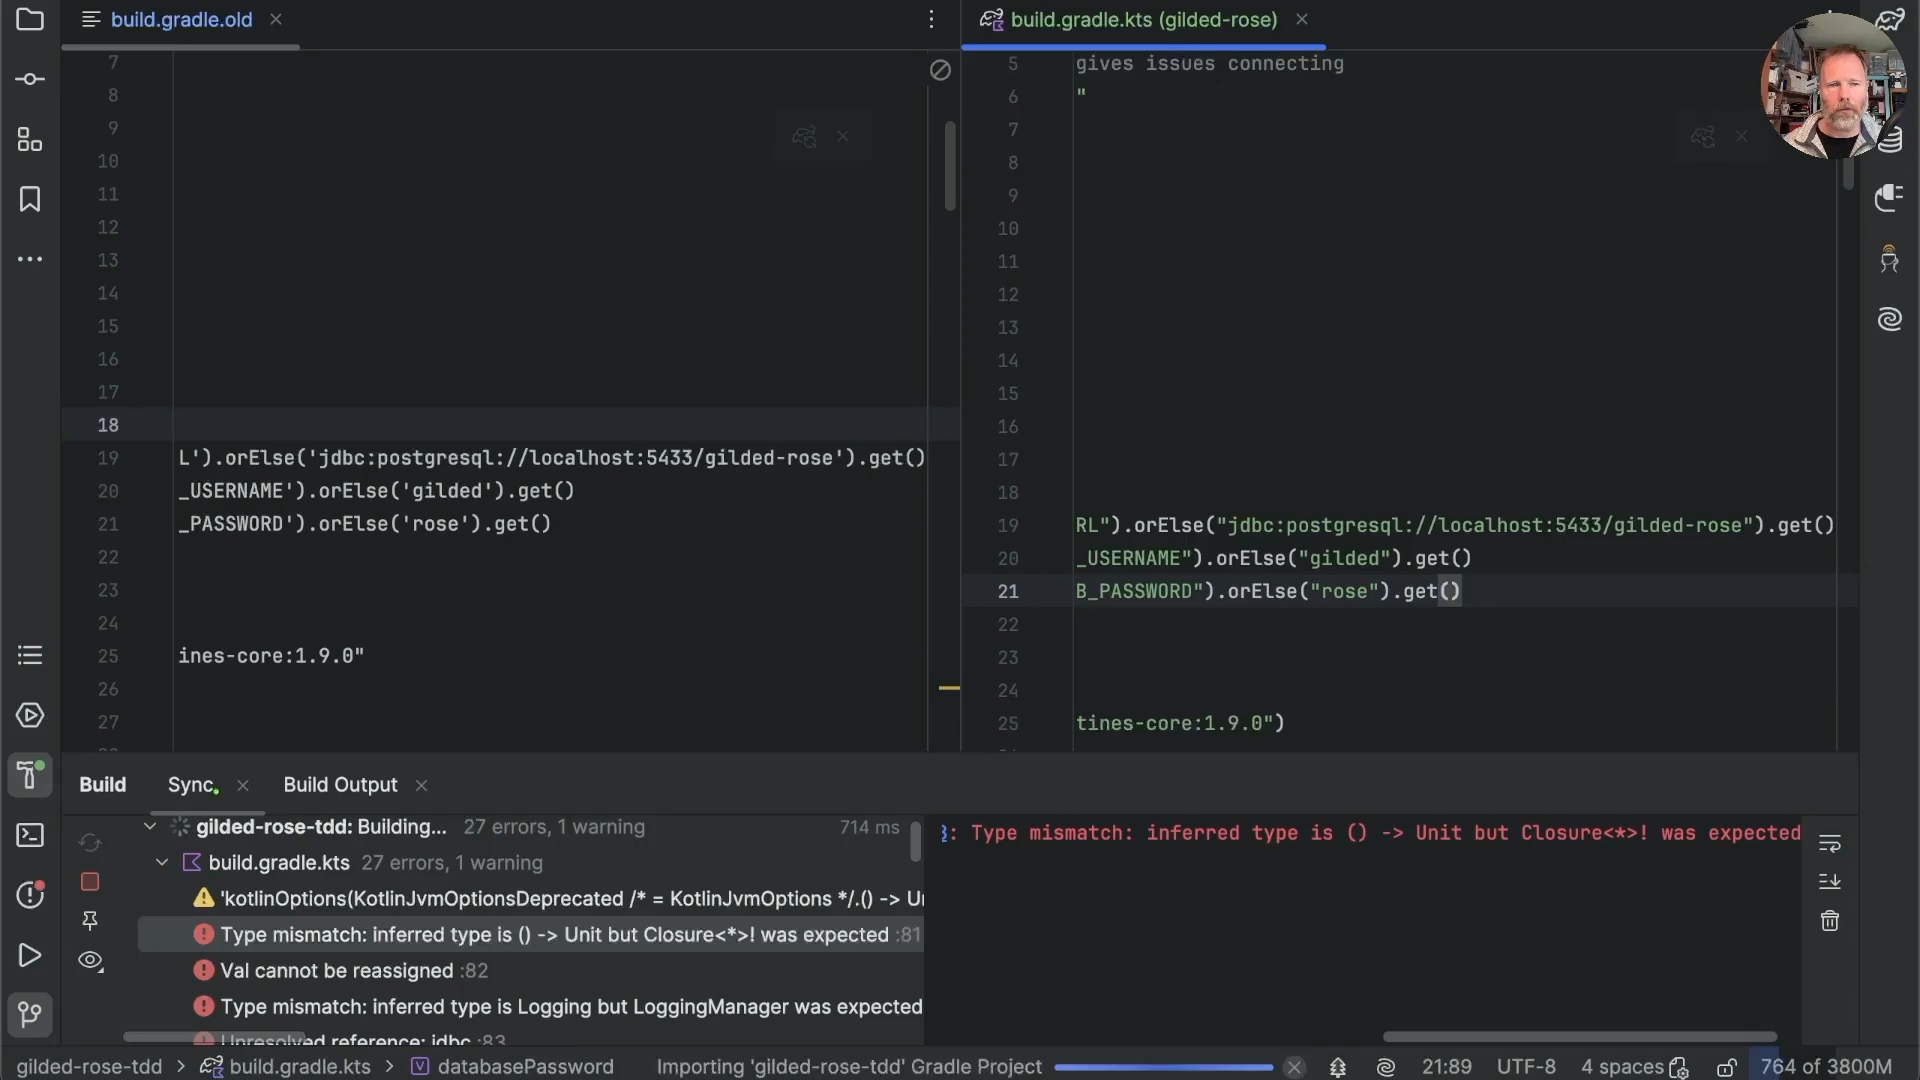 build.gradle.old
build.gradle.kts (gilded-rose)
7
8
9
10
11
12
13
14
15
16
17
18
19 L').orElse('jdbc:postgresql://localhost:5433/gilded-rose').get()
20 _USERNAME').orElse('gilded').get()
21 _PASSWORD').orElse('rose').get()
22
23
24
25 ines-core:1.9.0"
26
27
5 gives issues connecting
6 "
7
8
9
10
11
12
13
14
15
16
17
18
19 RL").orElse("jdbc:postgresql://localhost:5433/gilded-rose").get()
20 _USERNAME").orElse("gilded").get()
21 B_PASSWORD").orElse("rose").get()
22
23
24
25 tines-core:1.9.0")
Build Sync Build Output
gilded-rose-tdd: Building... 27 errors, 1 warning 714 ms
build.gradle.kts 27 errors, 1 warning
'kotlinOptions(KotlinJvmOptionsDeprecated /* = KotlinJvmOptions */.() -> Un
Type mismatch: inferred type is () -> Unit but Closure<*>! was expected :81
Val cannot be reassigned :82
Type mismatch: inferred type is Logging but LoggingManager was expected
Unresolved reference: jdbc :83
: Type mismatch: inferred type is () -> Unit but Closure<*>! was expected
gilded-rose-tdd > build.gradle.kts > databasePassword
Importing 'gilded-rose-tdd' Gradle Project
21:89 UTF-8 4 spaces 764 of 3800M